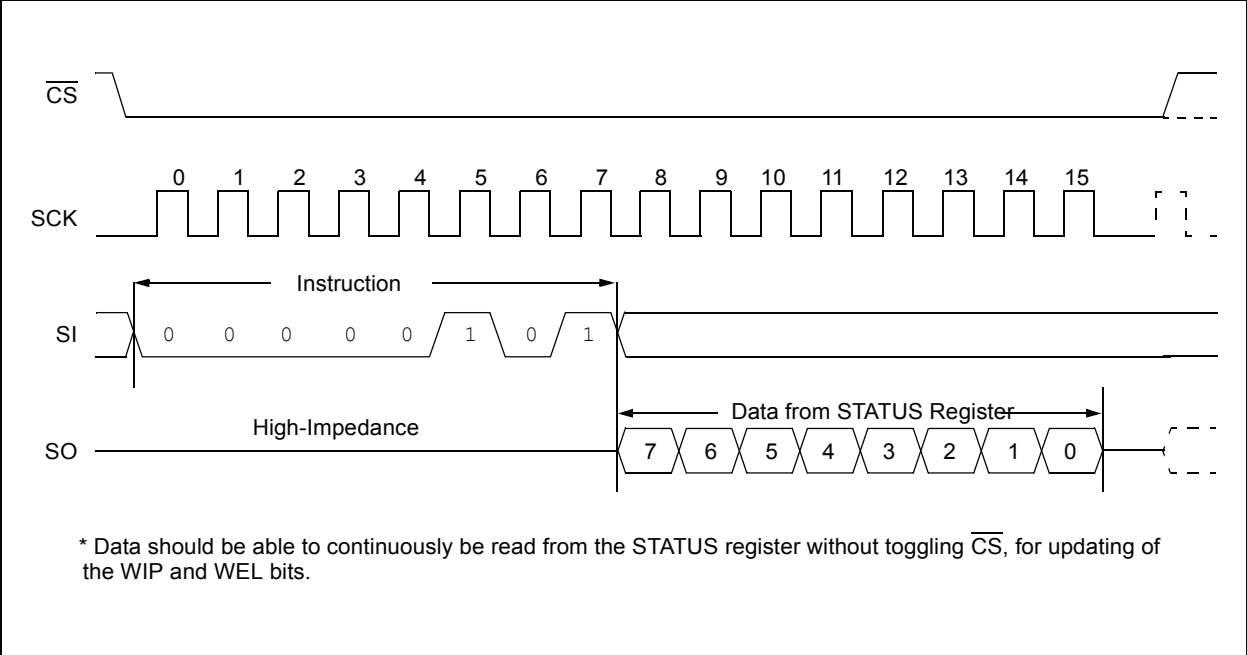 CS
0 1 2 3 4 5 6 7 8 9 10 11 12 13 14 15
SCK
Instruction
SI 0 0 0 0 0 1 0 1
Data from STATUS Register
High-Impedance
SO 7 6 5 4 3 2 1 0
* Data should be able to continuously be read from the STATUS register without toggling CS, for updating of
the WIP and WEL bits.